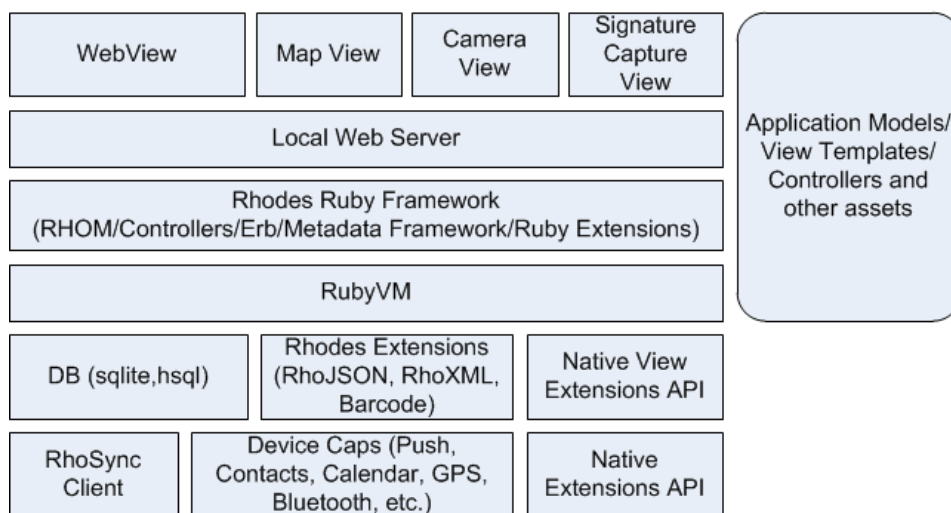 WebView
Map View
Camera
View
Signature
Capture
View
Application Models/
View Templates/
Controllers and
other assets
Local Web Server
Rhodes Ruby Framework
(RHOM/Controllers/Erb/Metadata Framework/Ruby Extensions)
RubyVM
DB (sqlite,hsql)
Rhodes Extensions
(RhoJSON, RhoXML,
Barcode)
Native View
Extensions API
RhoSync
Client
Device Caps (Push,
Contacts, Calendar, GPS,
Bluetooth, etc.)
Native
Extensions API